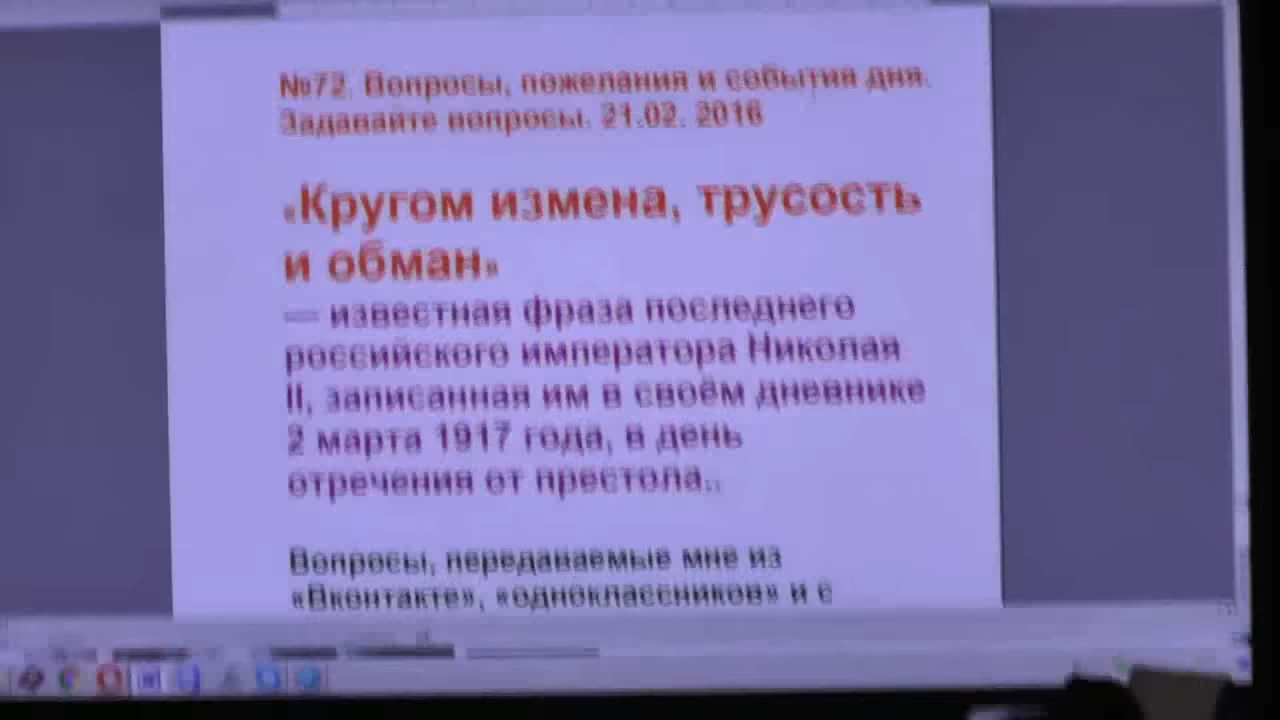 №72. Вопросы, пожелания и события дня.
Задавайте вопросы. 21.02. 2016
«Кругом измена, трусость
и обман»
— известная фраза последнего
российского императора Николая
II, записанная им в своём дневнике
2 марта 1917 года, в день
отречения от престола..
Вопросы, передаваемые мне из
«Вконтакте», «одноклассников» и с